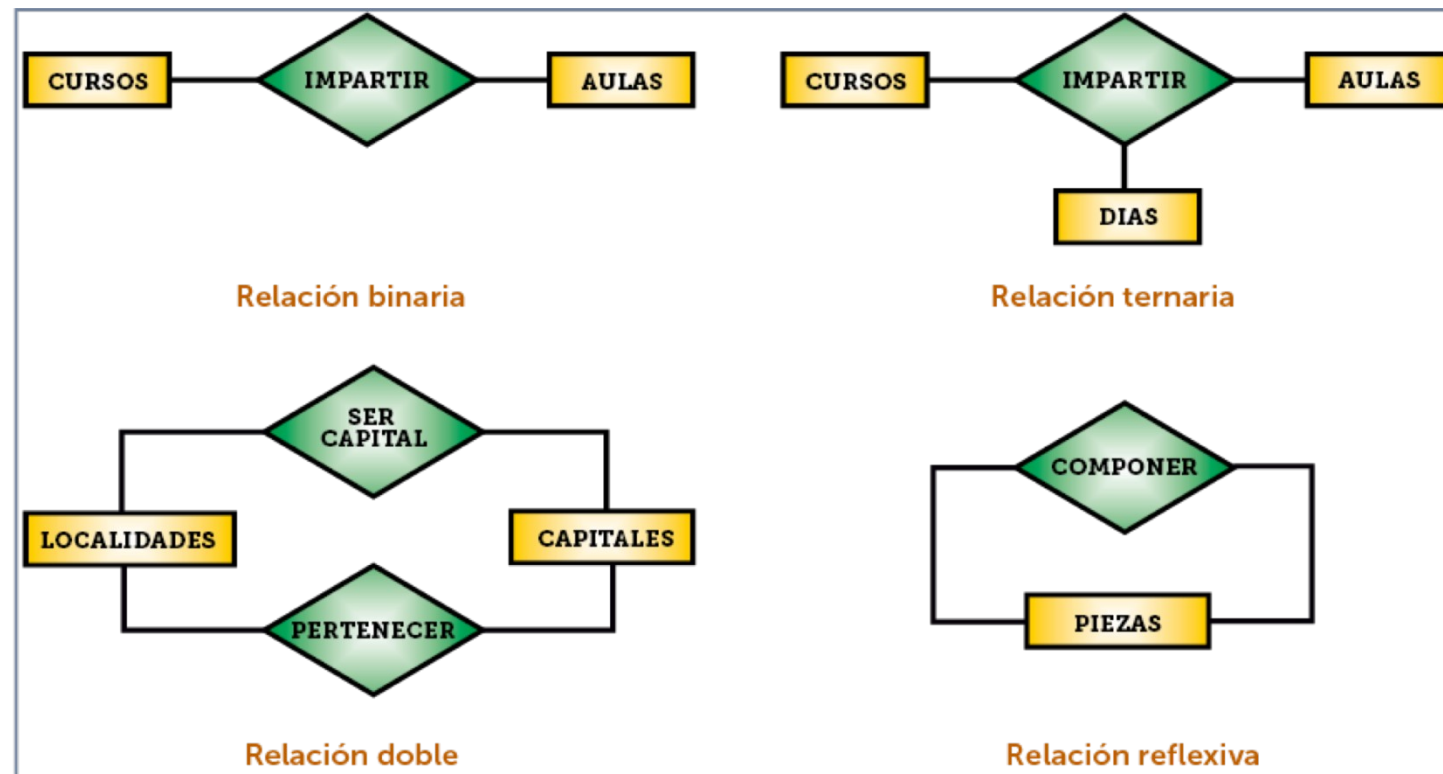 CURSOS
IMPARTIR
AULAS
Relación binaria
CURSOS
IMPARTIR
AULAS
DIAS
Relación ternaria
SER
CAPITAL
LOCALIDADES
CAPITALES
PERTENECER
Relación doble
COMPONER
PIEZAS
Relación reflexiva